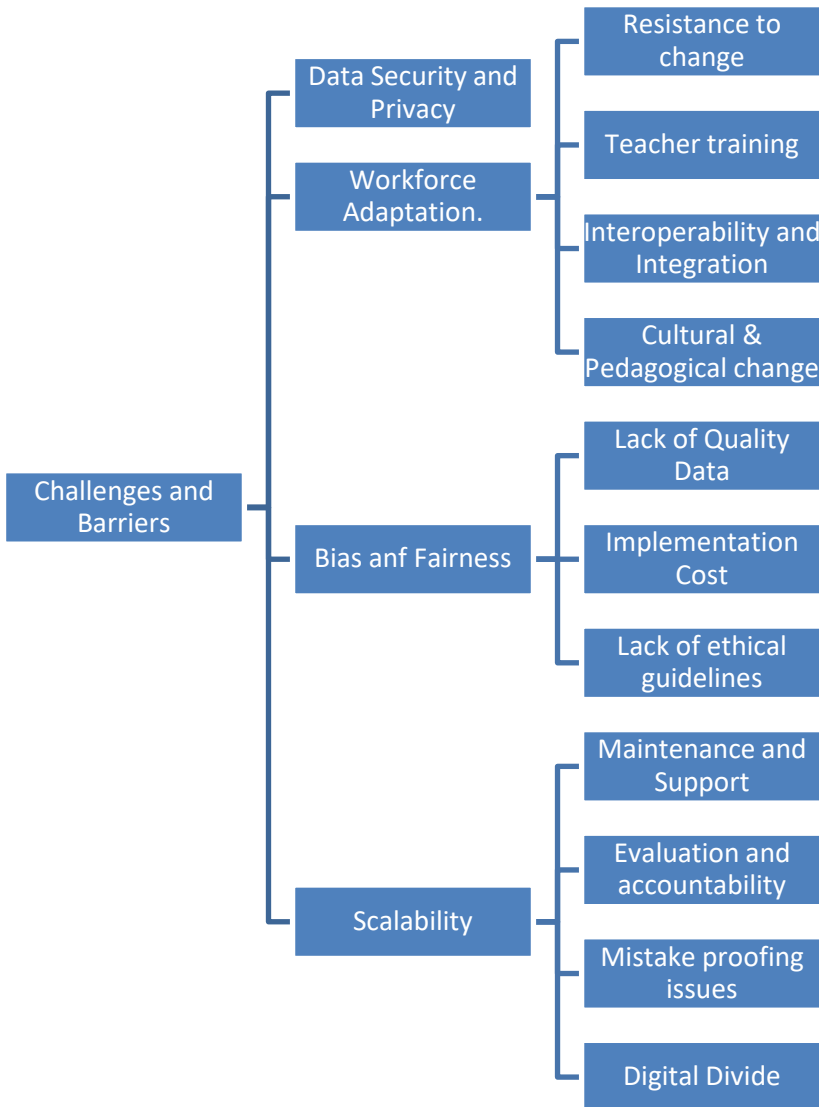 Challenges and
Barriers
Data Security and
Privacy
Workforce
Adaptation.
Resistance to
change
Teacher training
Interoperability and
Integration
Cultural &
Pedagogical change
Bias anf Fairness
Lack of Quality
Data
Implementation
Cost
Lack of ethical
guidelines
Scalability
Maintenance and
Support
Evaluation and
accountability
Mistake proofing
issues
Digital Divide